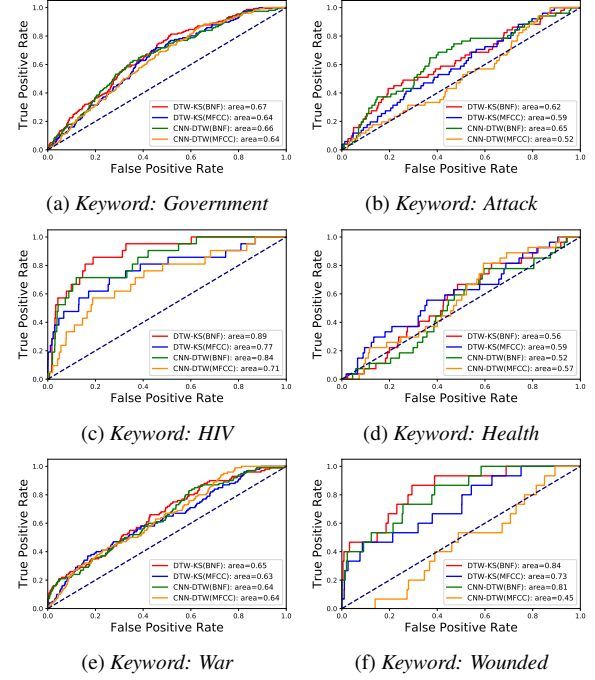 True Positive Rate
1.0
0.8
0.6
0.4
0.2
0.0
0.0 0.2 0.4 0.6 0.8 1.0
False Positive Rate
DTW-KS(BNF): area=0.67
DTW-KS(MFCC): area=0.64
CNN-DTW(BNF): area=0.66
CNN-DTW(MFCC): area=0.64
(a) Keyword: Government
True Positive Rate
1.0
0.8
0.6
0.4
0.2
0.0
0.0 0.2 0.4 0.6 0.8 1.0
False Positive Rate
DTW-KS(BNF): area=0.62
DTW-KS(MFCC): area=0.59
CNN-DTW(BNF): area=0.65
CNN-DTW(MFCC): area=0.52
(b) Keyword: Attack
True Positive Rate
1.0
0.8
0.6
0.4
0.2
0.0
0.0 0.2 0.4 0.6 0.8 1.0
False Positive Rate
DTW-KS(BNF): area=0.89
DTW-KS(MFCC): area=0.77
CNN-DTW(BNF): area=0.84
CNN-DTW(MFCC): area=0.71
(c) Keyword: HIV
True Positive Rate
1.0
0.8
0.6
0.4
0.2
0.0
0.0 0.2 0.4 0.6 0.8 1.0
False Positive Rate
DTW-KS(BNF): area=0.56
DTW-KS(MFCC): area=0.59
CNN-DTW(BNF): area=0.52
CNN-DTW(MFCC): area=0.57
(d) Keyword: Health
True Positive Rate
1.0
0.8
0.6
0.4
0.2
0.0
0.0 0.2 0.4 0.6 0.8 1.0
False Positive Rate
DTW-KS(BNF): area=0.65
DTW-KS(MFCC): area=0.63
CNN-DTW(BNF): area=0.64
CNN-DTW(MFCC): area=0.64
(e) Keyword: War
True Positive Rate
1.0
0.8
0.6
0.4
0.2
0.0
0.0 0.2 0.4 0.6 0.8 1.0
False Positive Rate
DTW-KS(BNF): area=0.84
DTW-KS(MFCC): area=0.73
CNN-DTW(BNF): area=0.81
CNN-DTW(MFCC): area=0.45
(f) Keyword: Wounded